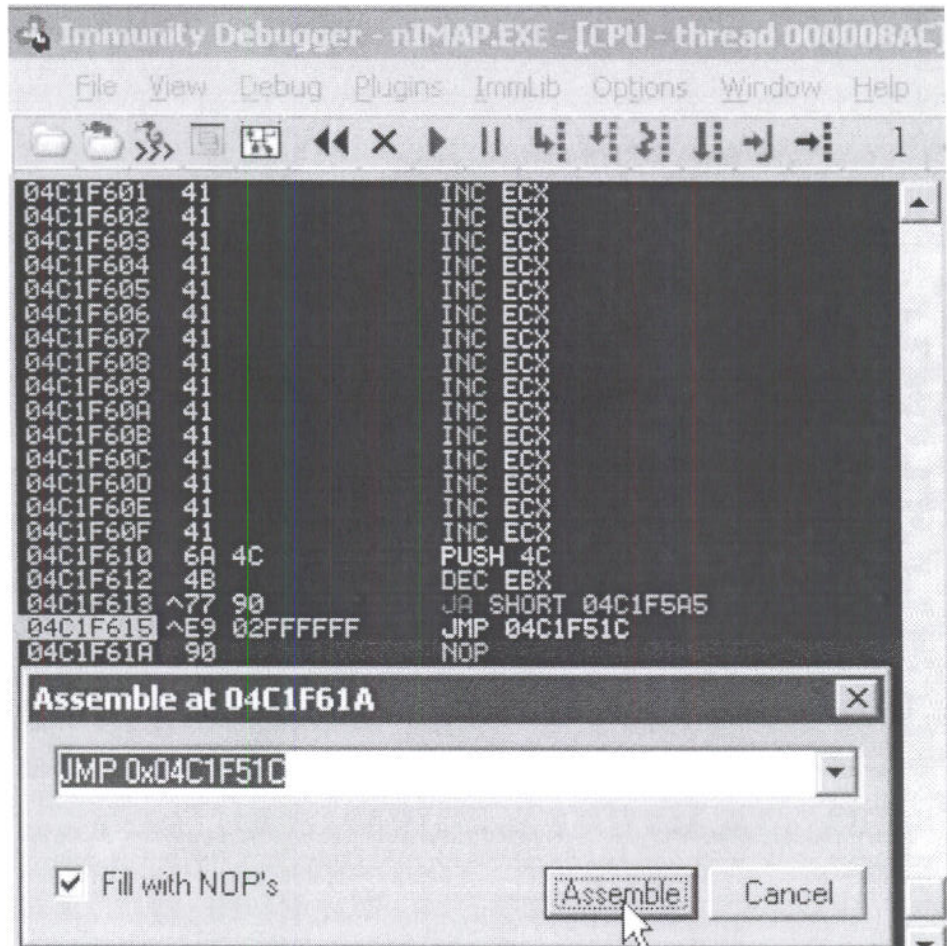 Immunity Debugger - nIMAP.EXE - [CPU - thread 000008AC]
File View Debug Plugins ImmLib Options Window Help
l
04C1F601 41 INC ECX
04C1F602 41 INC ECX
04C1F603 41 INC ECX
04C1F604 41 INC ECX
04C1F605 41 INC ECX
04C1F606 41 INC ECX
04C1F607 41 INC ECX
04C1F608 41 INC ECX
04C1F609 41 INC ECX
04C1F60A 41 INC ECX
04C1F60B 41 INC ECX
04C1F60C 41 INC ECX
04C1F60D 41 INC ECX
04C1F60E 41 INC ECX
04C1F60F 41 INC ECX
04C1F610 6A 4C PUSH 4C
04C1F612 4B DEC EBX
04C1F613 ^77 90 JA SHORT 04C1F5A5
04C1F615 ^E9 02FFFFFF JMP 04C1F51C
04C1F61A 90 NOP
Assemble at 04C1F61A
JMP 0x04C1F51C
Fill with NOP's
Assemble Cancel